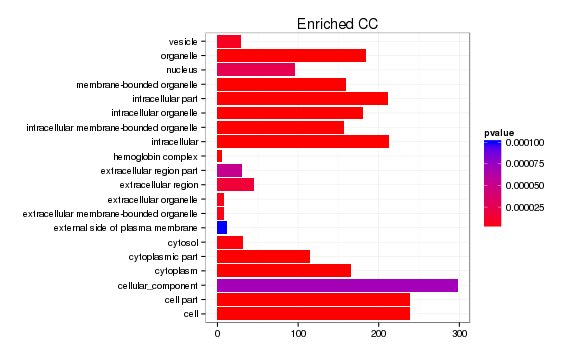 Enriched CC
vesicle
organelle
nucleus
membrane-bounded organelle
intracellular part
intracellular organelle
intracellular membrane-bounded organelle
intracellular
hemoglobin complex
extracellular region part
extracellular region
extracellular organelle
extracellular membrane-bounded organelle
external side of plasma membrane
cytosol
cytoplasmic part
cytoplasm
cellular_component
cell part
cell
0 100 200 300
pvalue
0.000100
0.000075
0.000050
0.000025